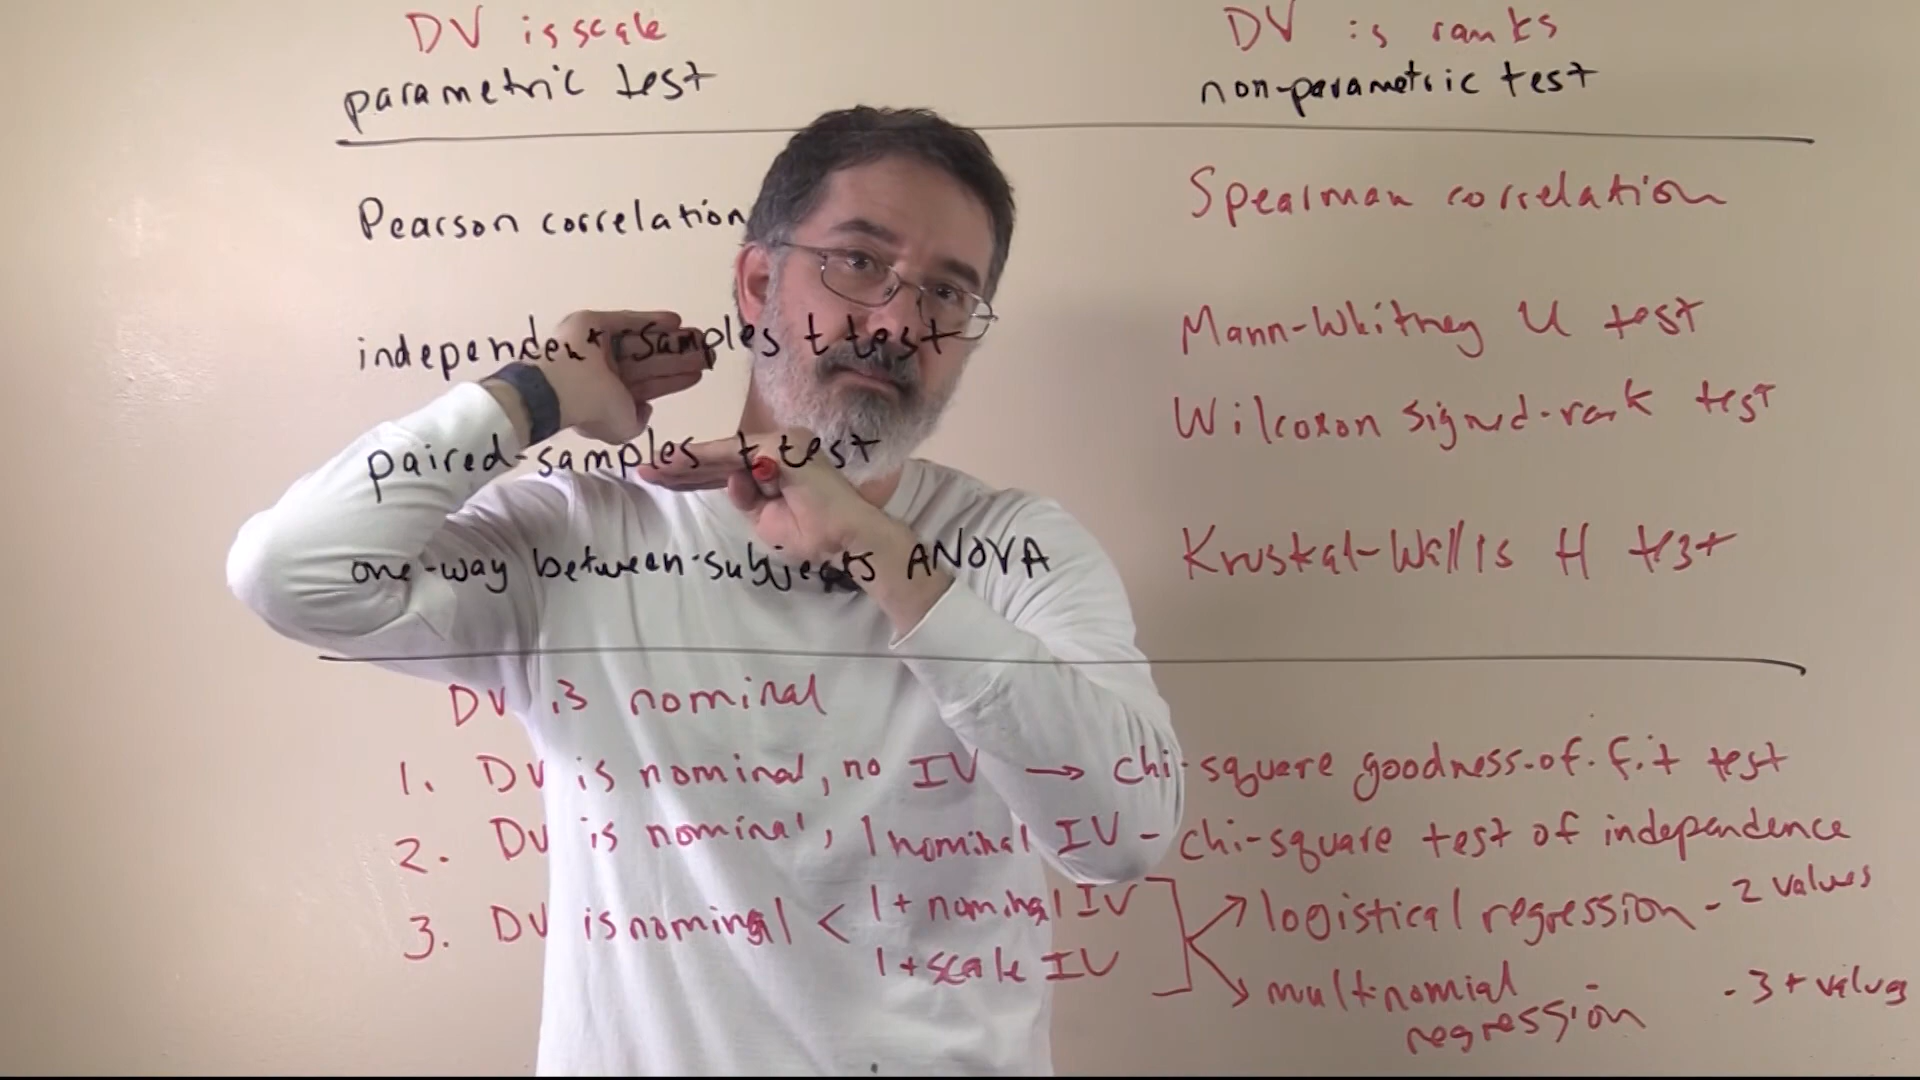 DV is scale
parametric test
DV is ranks
non-parametric test
Pearson correlation
Spearman correlation
independent-samples t test
Mann-Whitney U test
paired-samples t test
Wilcoxon signed-rank test
one-way between-subjects ANOVA
Kruskal-Wallis H test
DV is nominal
1. DV is nominal, no IV → chi-square goodness-of-fit test
2. DV is nominal, 1 nominal IV - chi-square test of independence
3. DV is nominal <
1+ nominal IV
1+ scale IV
logistical regression - 2 values
multinomial
regression
- 3+ values